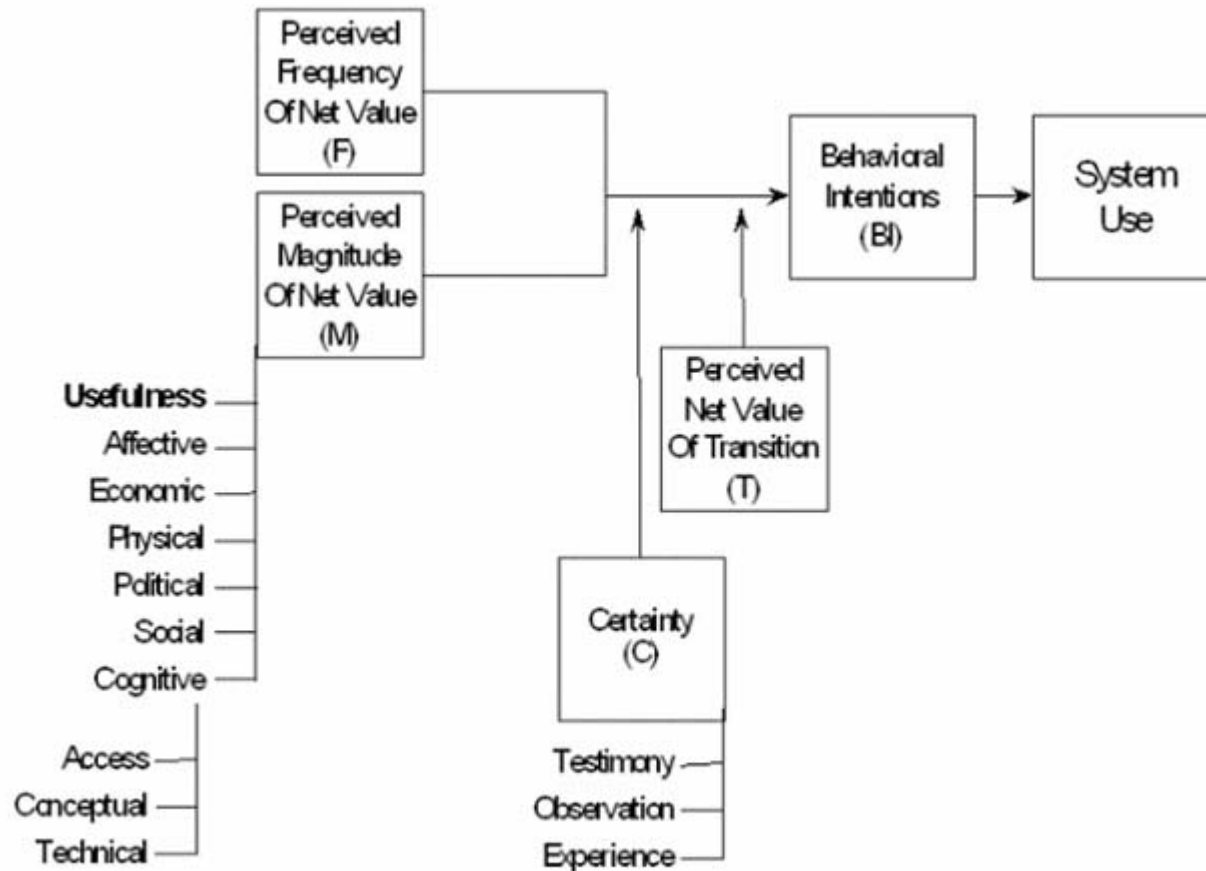 Perceived
Frequency
Of Net Value
(F)
Perceived
Magnitude
Of Net Value
(M)
Behavioral
Intentions
(BI)
System
Use
Perceived
Net Value
Of Transition
(T)
Usefulness
Affective
Economic
Physical
Political
Social
Cognitive
Access
Conceptual
Technical
Certainty
(C)
Testimony
Observation
Experience